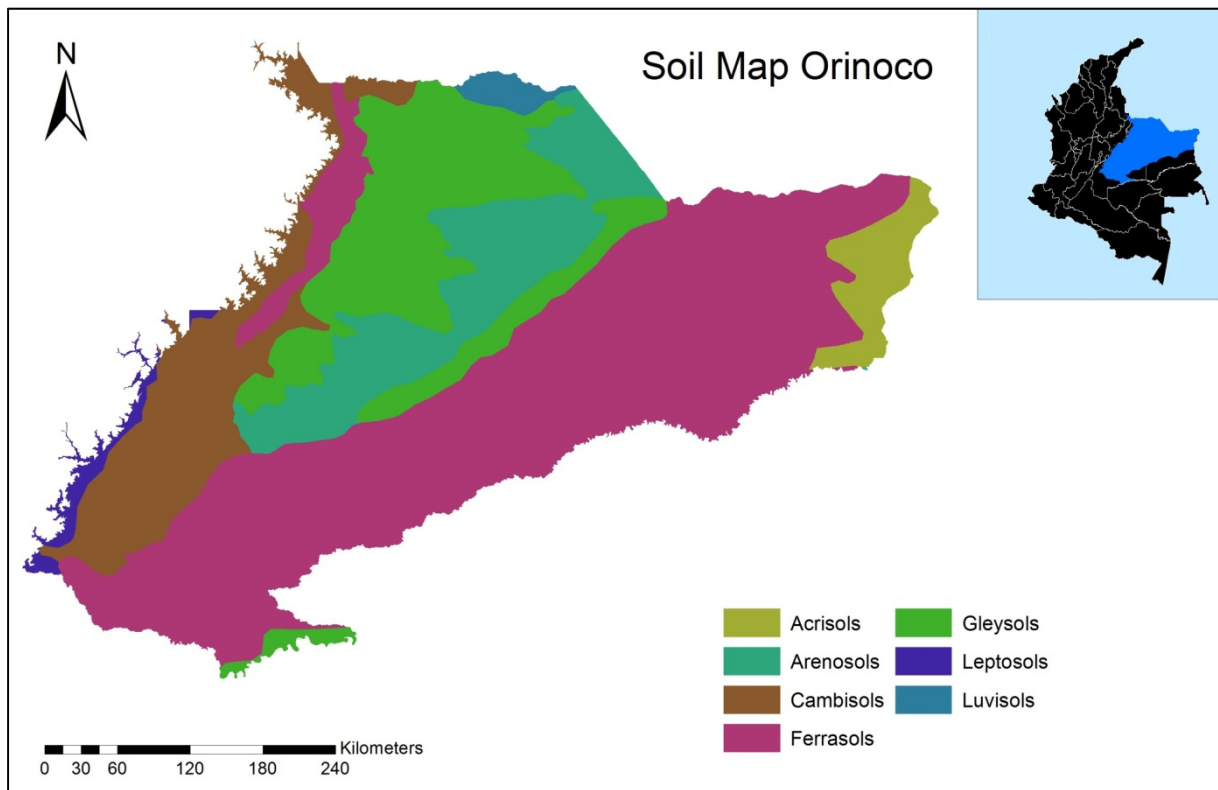 N
Soil Map Orinoco
Acrisols
Arenosols
Cambisols
Ferrasols
Gleysols
Leptosols
Luvisols
Kilometers
0 30 60 120 180 240